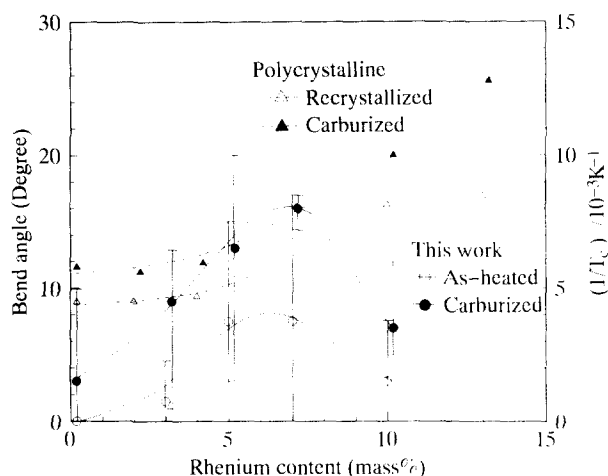 30
20
10
0
Bend angle (Degree)
0
5
10
15
Rhenium content (mass%)
15
10
5
0
(1/Tc) /10⁻³K⁻¹
Polycrystalline
Recrystallized
Carburized
This work
As-heated
Carburized